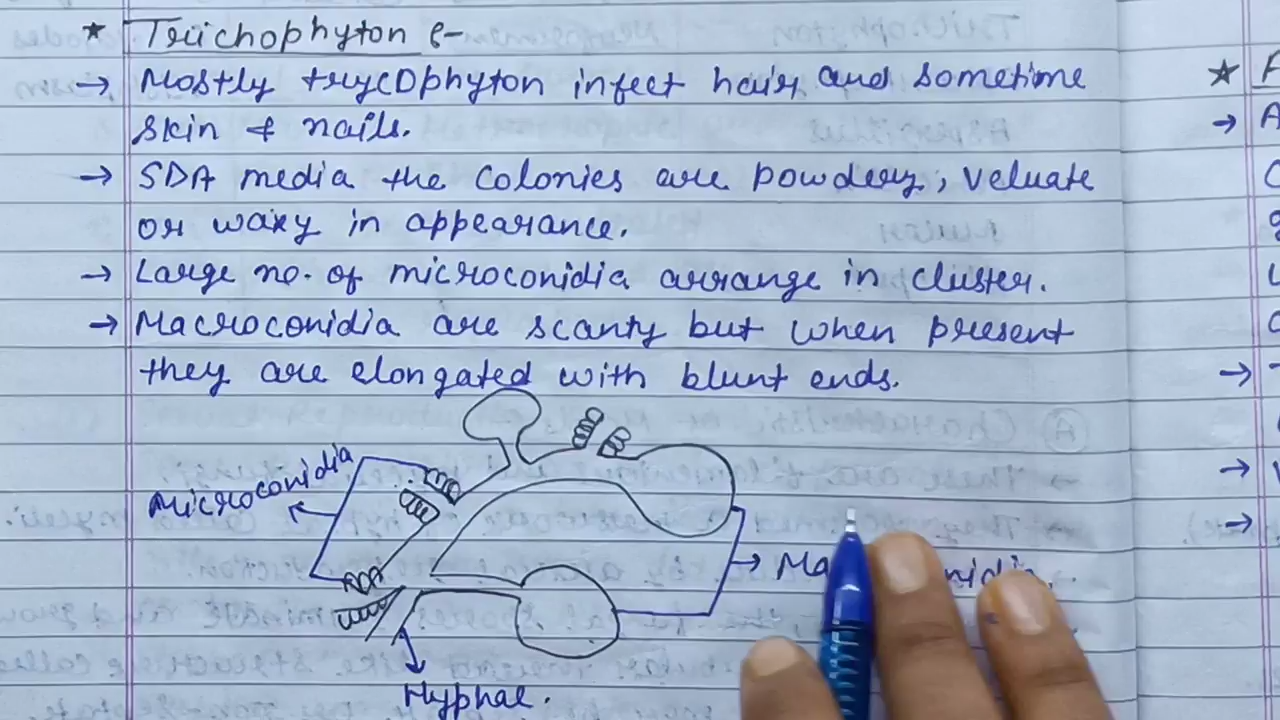 ★ Trichophyton :-
→ Mostly trycophyton infect hair and sometime
skin & nails.
→ SDA media the colonies are powdery, veluate
or waxy in appearance.
→ Large no. of microconidia arrange in cluster.
→ Macroconidia are scanty but when present
they are elongated with blunt ends.
Microconidia
Hyphae.
★ F
→ A
→
→
→